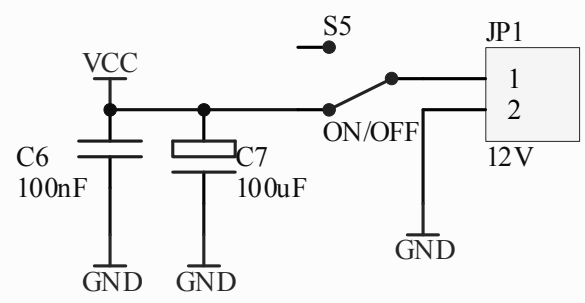 S5
JP1
VCC
1
2
ON/OFF
C6
100nF
C7
100uF
12V
GND
GND
GND